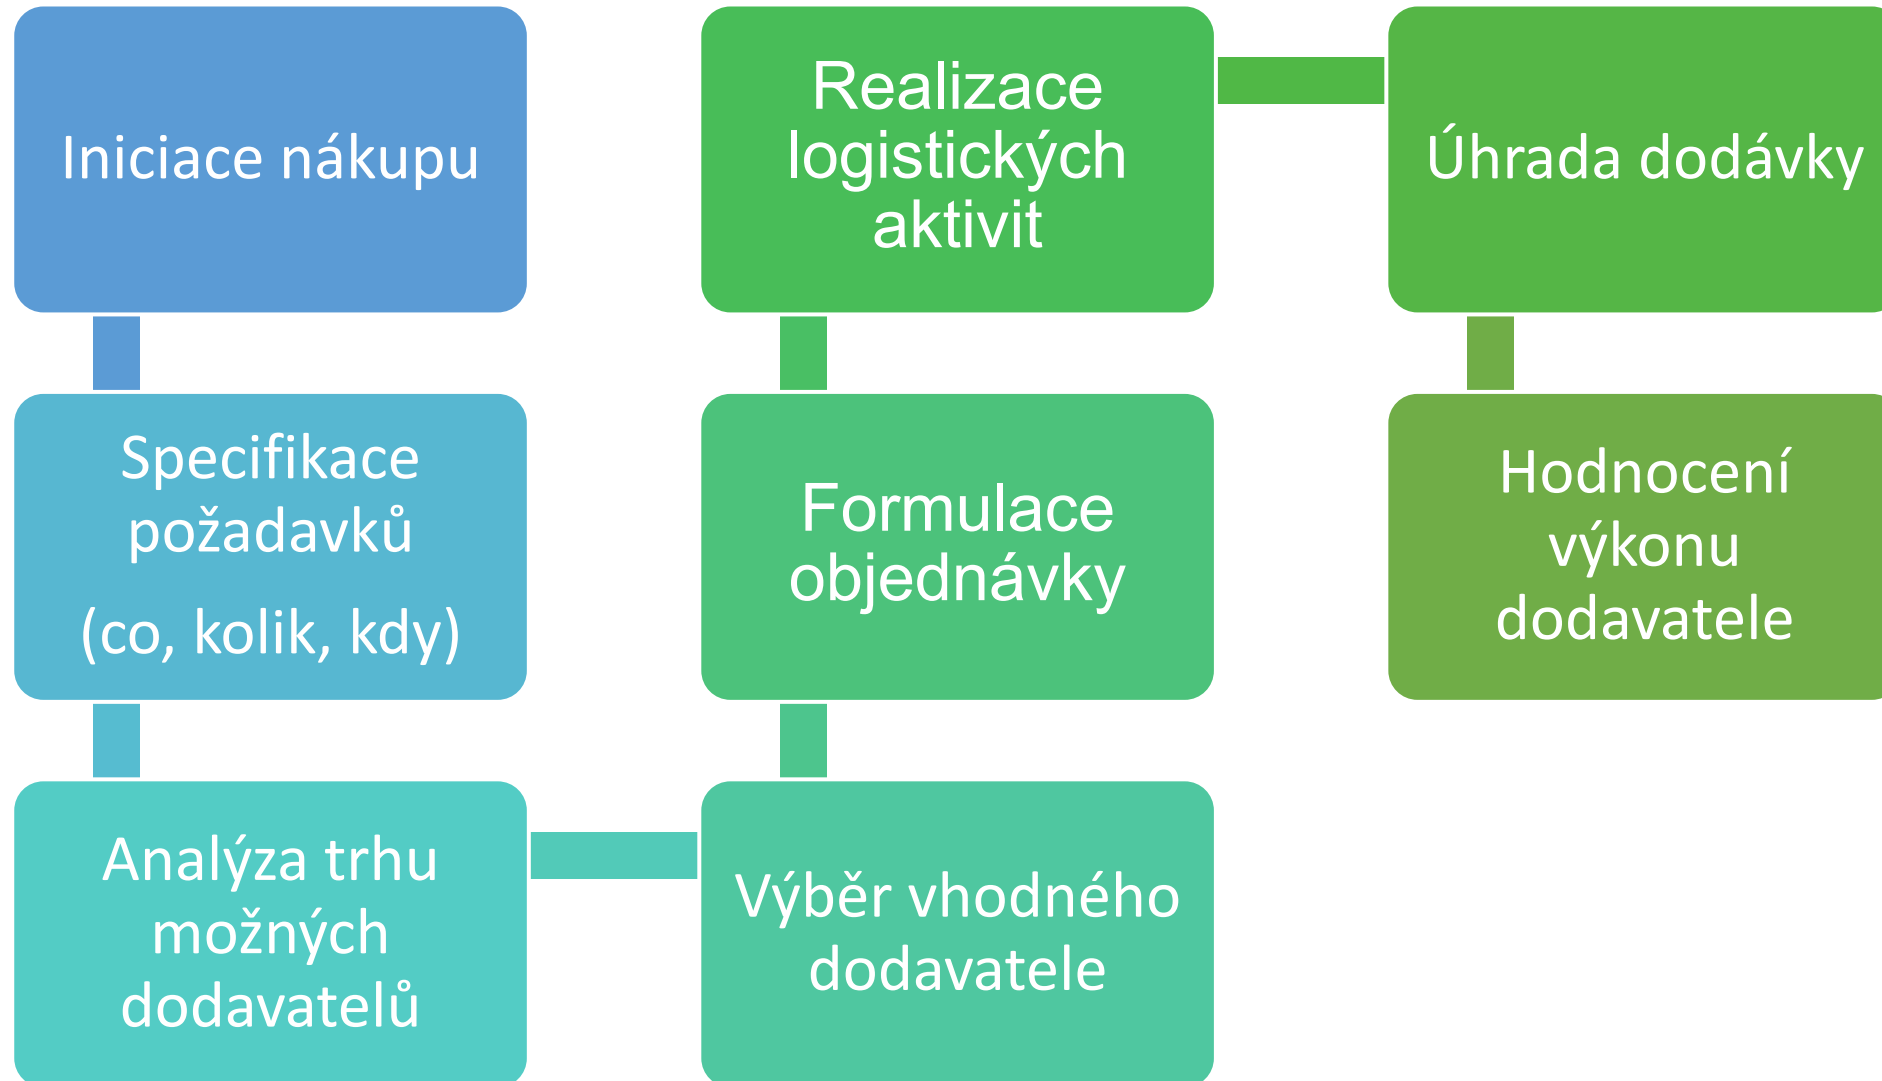 Iniciace nákupu
Specifikace
požadavků
(co, kolik, kdy)
Analýza trhu
možných
dodavatelů
Výběr vhodného
dodavatele
Formulace
objednávky
Realizace
logistických
aktivit
Úhrada dodávky
Hodnocení
výkonu
dodavatele